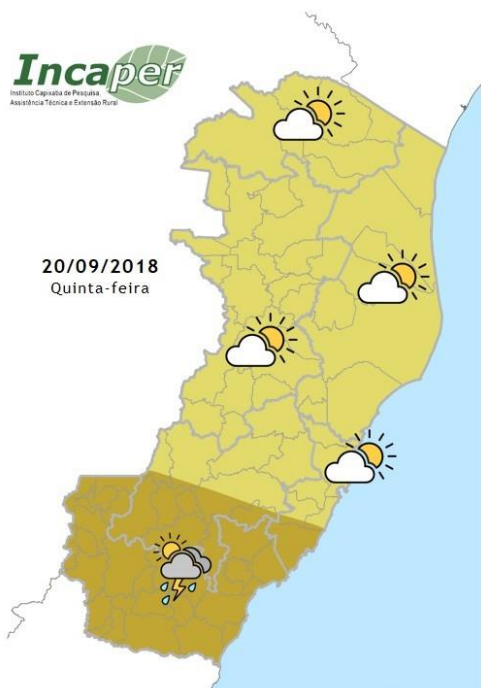 Incaper
Instituto Capixaba de Pesquisa,
Assistência Técnica e Extensão Rural
20/09/2018
Quinta-feira